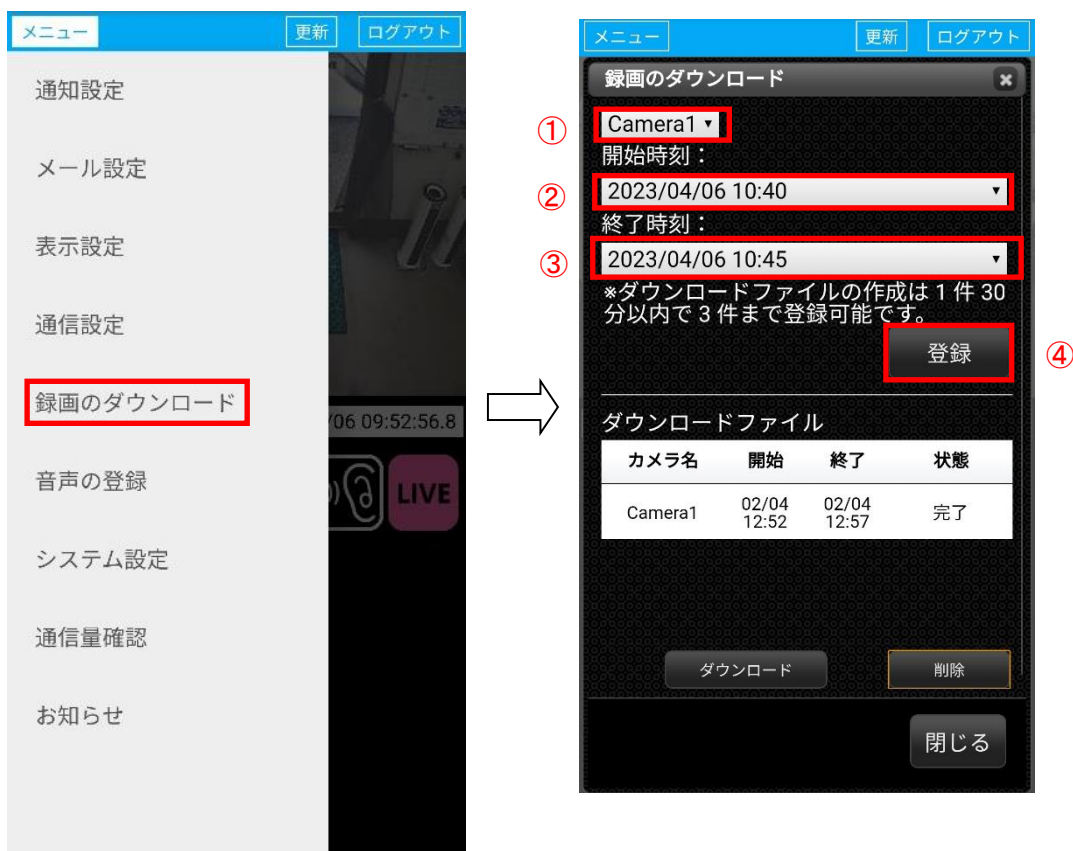 メニュー 更新 ログアウト
通知設定
メール設定
表示設定
通信設定
録画のダウンロード
音声の登録
システム設定
通信量確認
お知らせ
/06 09:52:56.8
LIVE
メニュー 更新 ログアウト
録画のダウンロード
① Camera1
開始時刻：
② 2023/04/06 10:40
終了時刻：
③ 2023/04/06 10:45
※ダウンロードファイルの作成は 1 件 30
分以内で 3 件まで登録可能です。
登録 ④
ダウンロードファイル
カメラ名 開始 終了 状態
Camera1 02/04 12:52 02/04 12:57 完了
ダウンロード 削除
閉じる